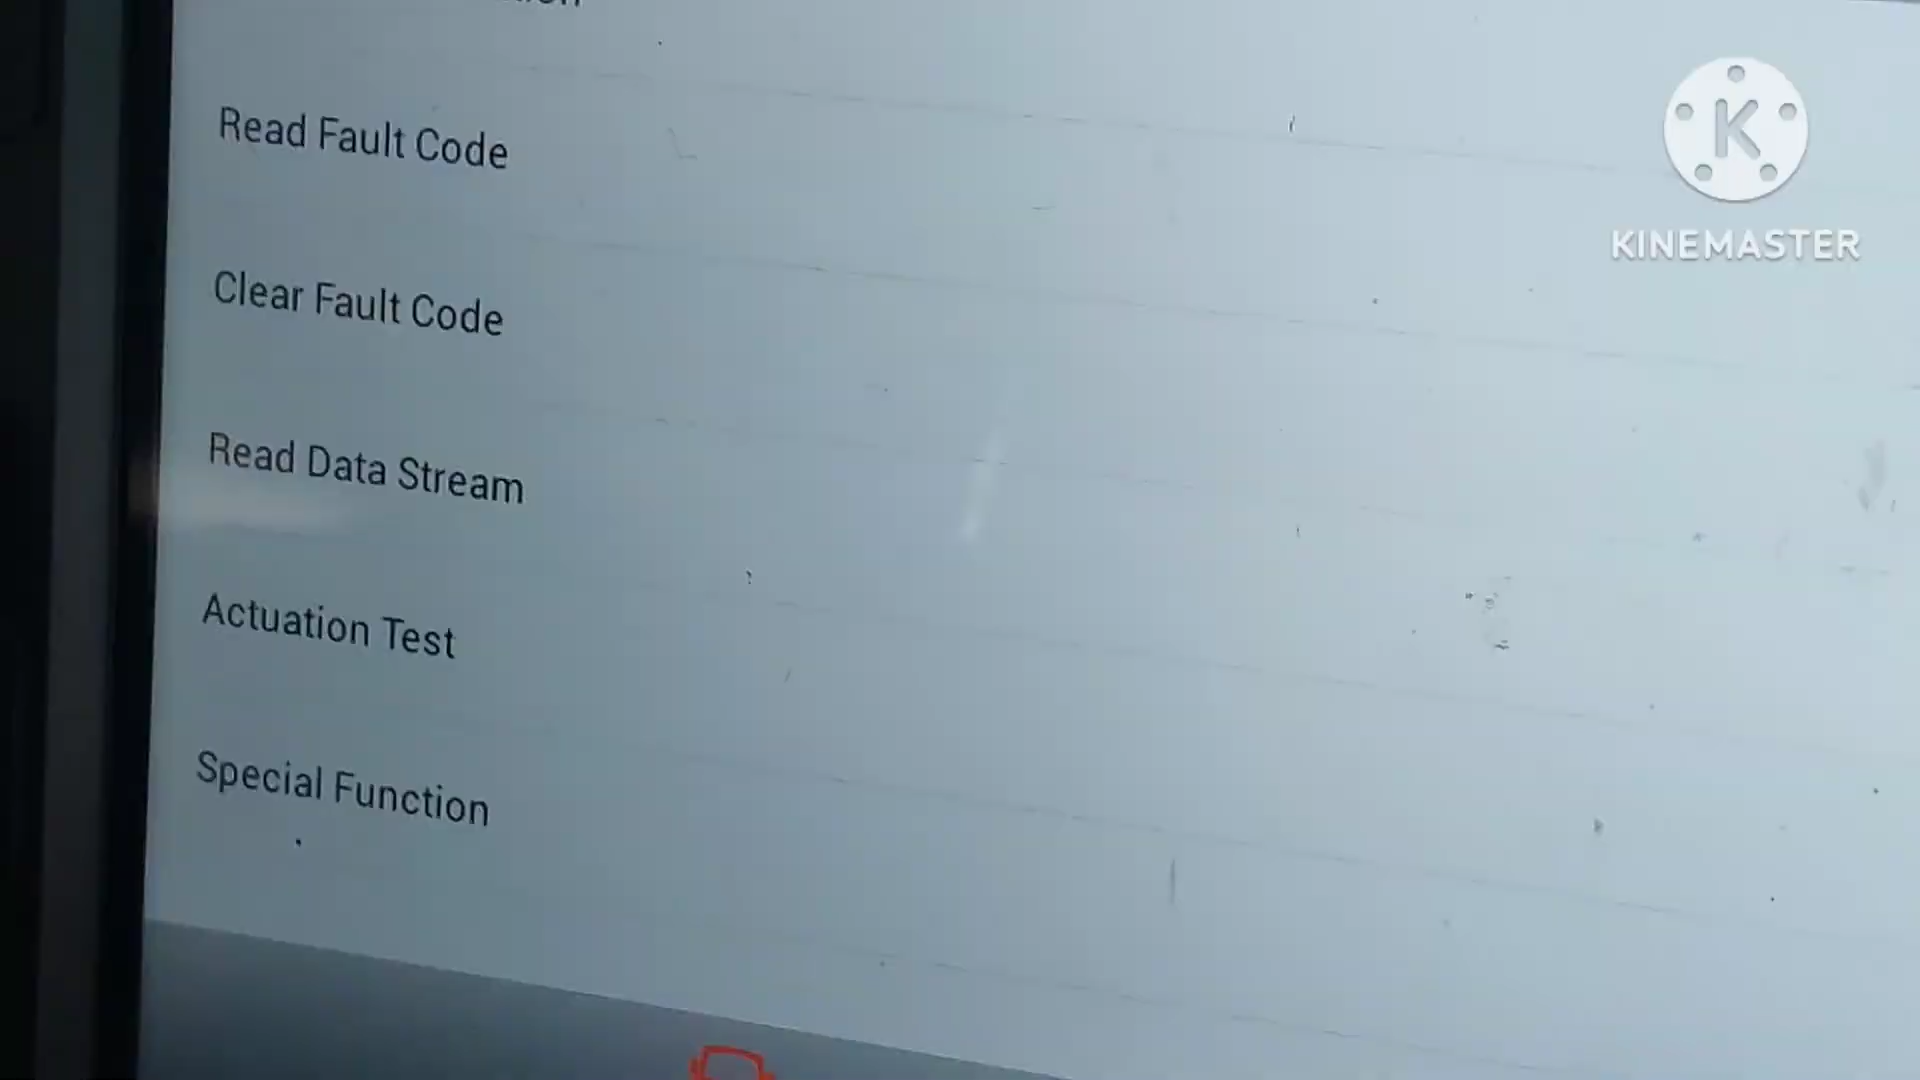 Read Fault Code
Clear Fault Code
Read Data Stream
Actuation Test
Special Function
K
KINEMASTER